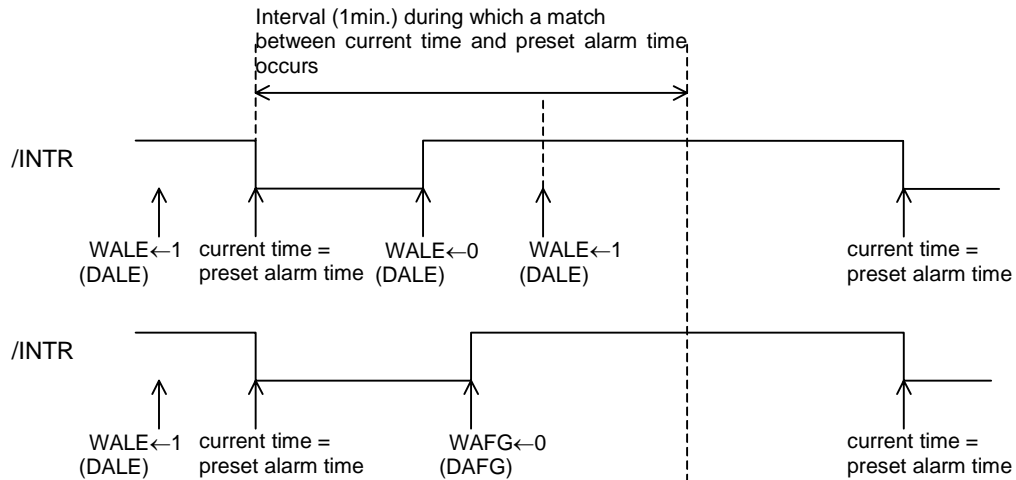 Interval (1min.) during which a match
between current time and preset alarm time
occurs
/INTR
WALE←1
(DALE)
current time =
preset alarm time
WALE←0
(DALE)
WALE←1
(DALE)
current time =
preset alarm time
/INTR
WALE←1
(DALE)
current time =
preset alarm time
WAFG←0
(DAFG)
current time =
preset alarm time